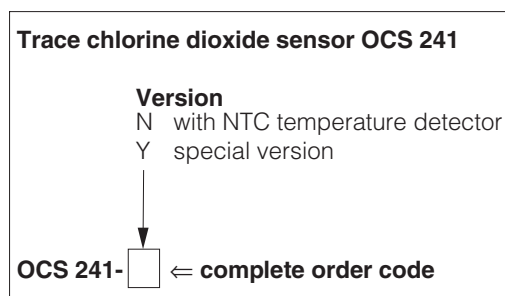 Trace chlorine dioxide sensor OCS 241
Version
N with NTC temperature detector
Y special version
OCS 241- ⇐ complete order code